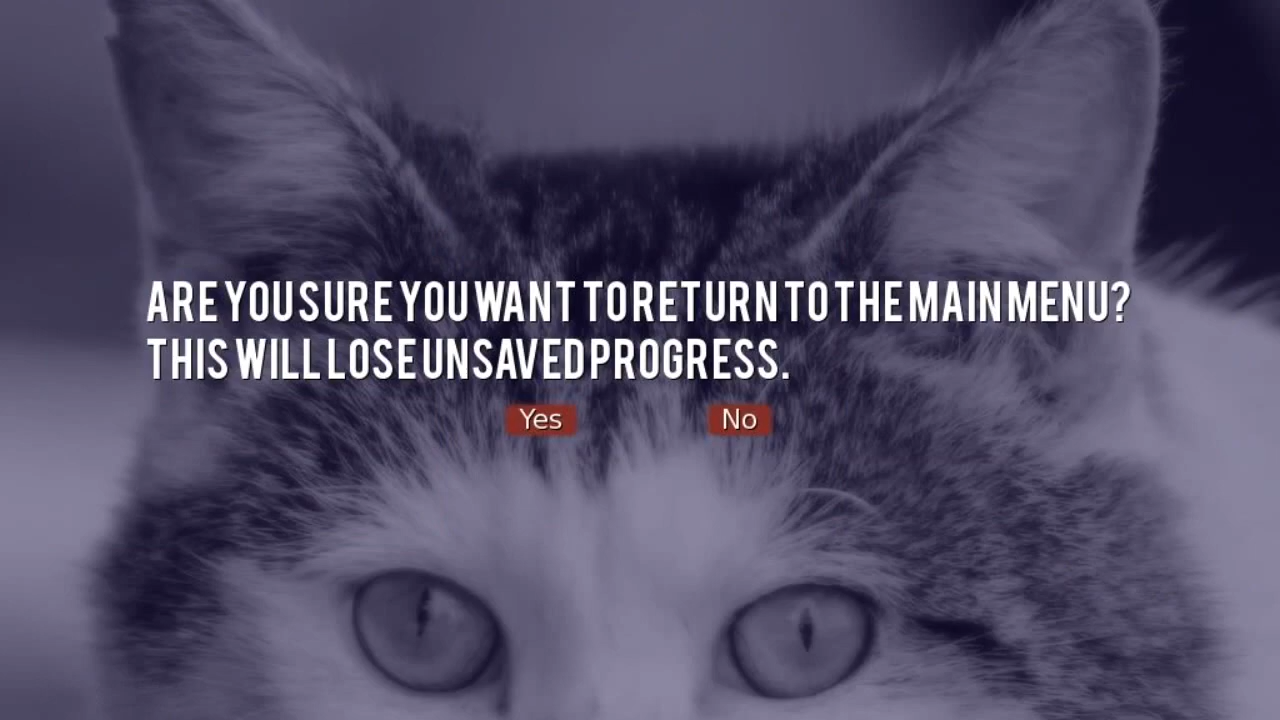 ARE YOU SURE YOU WANT TO RETURN TO THE MAIN MENU?
THIS WILL LOSE UNSAVED PROGRESS.
Yes No